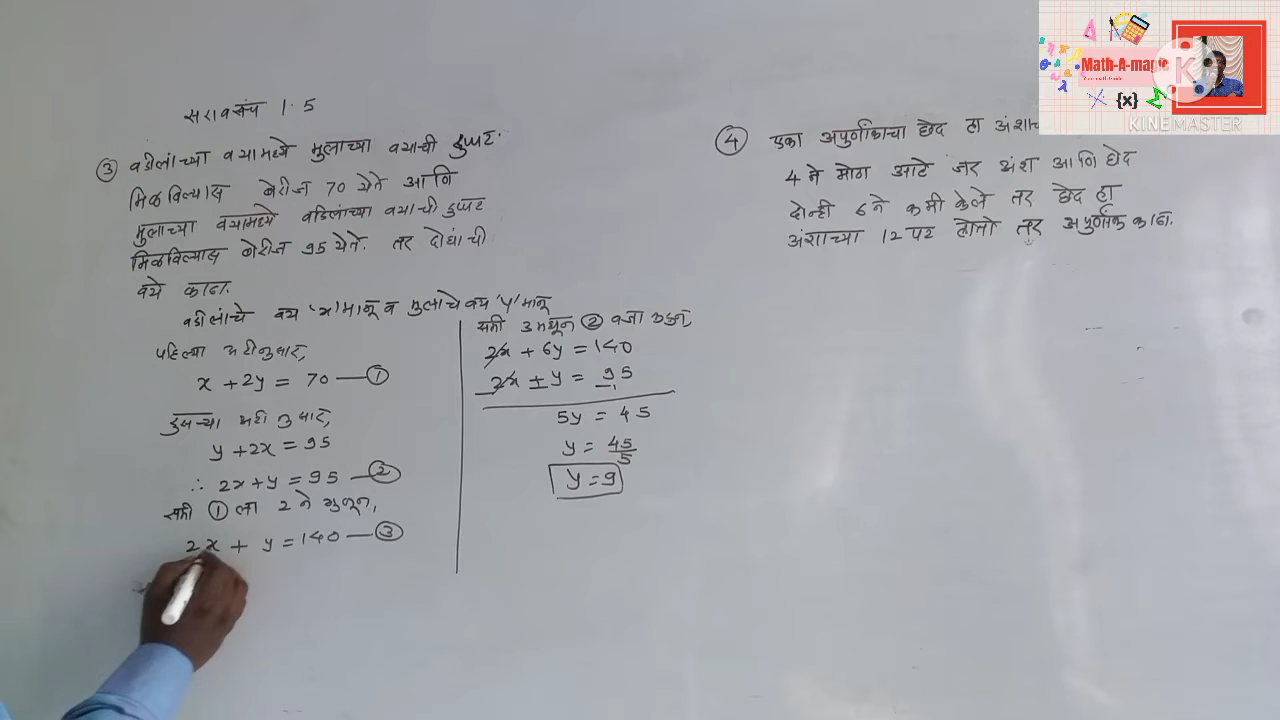 सरावसंच 1.5
③ वडिलांच्या वयामध्ये मुलाच्या वयाची दुप्पट
मिळविल्यास बेरीज 70 येते आणि
मुलाच्या वयामध्ये वडिलांच्या वयाची दुप्पट
मिळविल्यास बेरीज 95 येते. तर दोघांची
वये काढा.
वडिलांचे वय 'x' मानू व मुलाचे वय 'y' मानू
पहिल्या अटीनुसार,
x + 2y = 70 — ①
दुसऱ्या अटीनुसार,
y + 2x = 95
∴ 2x + y = 95 — ②
समी ① ला 2 ने गुणून,
2x + y = 140 — ③
समी 3 मधून ② वजा करून,
2x + 6y = 140
2x ± y = 95
5y = 45
y = 45/5
y = 9
④ एका अपूर्णांकाचा छेद हा
4 ने मोठा आहे जर अंश आणि छेद
दोन्ही 6 ने कमी केले तर छेद हा
अंशाच्या 12 पट होतो तर अपूर्णांक काढा.
Math-A-magic
{x}
Σ
K
KINEMASTER